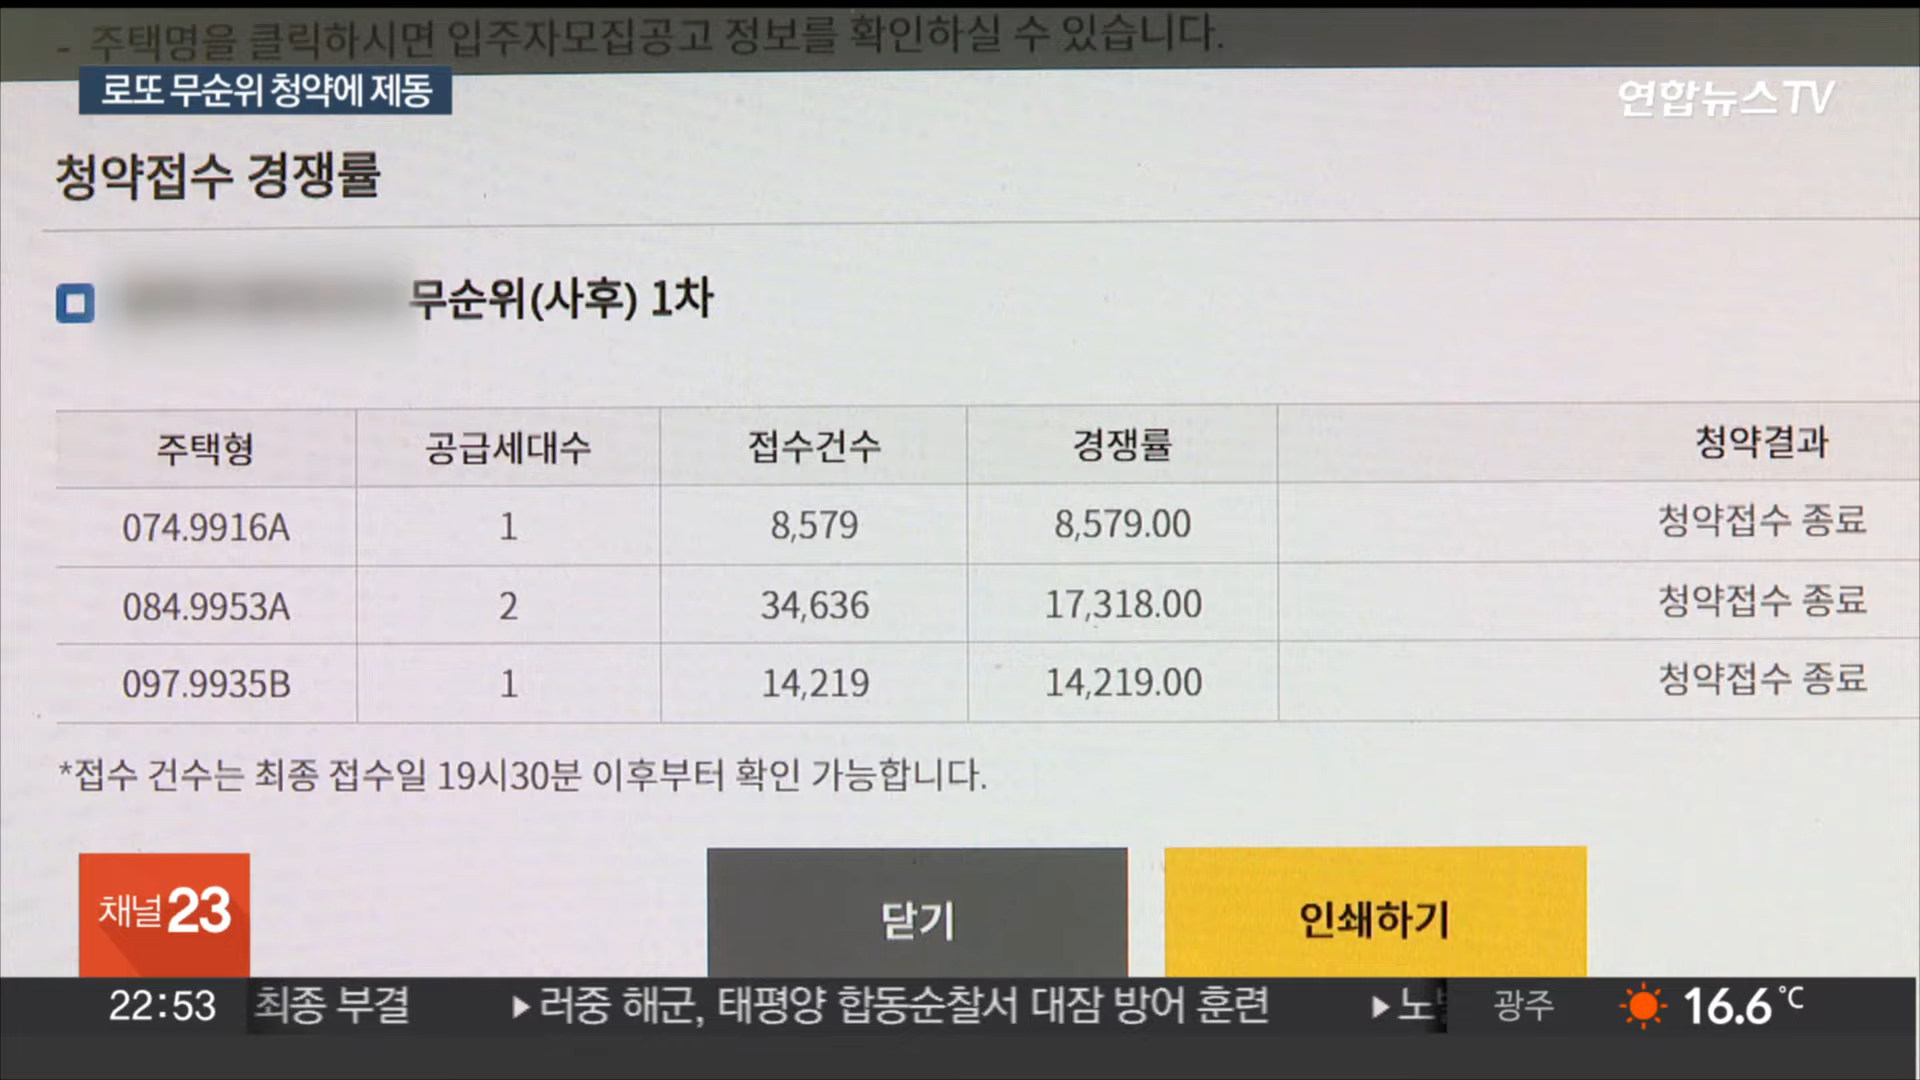 - 주택명을 클릭하시면 입주자모집공고 정보를 확인하실 수 있습니다.
로또 무순위 청약에 제동
연합뉴스TV
청약접수 경쟁률
무순위(사후) 1차
주택형 공급세대수 접수건수 경쟁률 청약결과
074.9916A 1 8,579 8,579.00 청약접수 종료
084.9953A 2 34,636 17,318.00 청약접수 종료
097.9935B 1 14,219 14,219.00 청약접수 종료
*접수 건수는 최종 접수일 19시30분 이후부터 확인 가능합니다.
채널23
닫기
인쇄하기
22:53 최종 부결 ▶러중 해군, 태평양 합동순찰서 대잠 방어 훈련 ▶노 광주 16.6℃